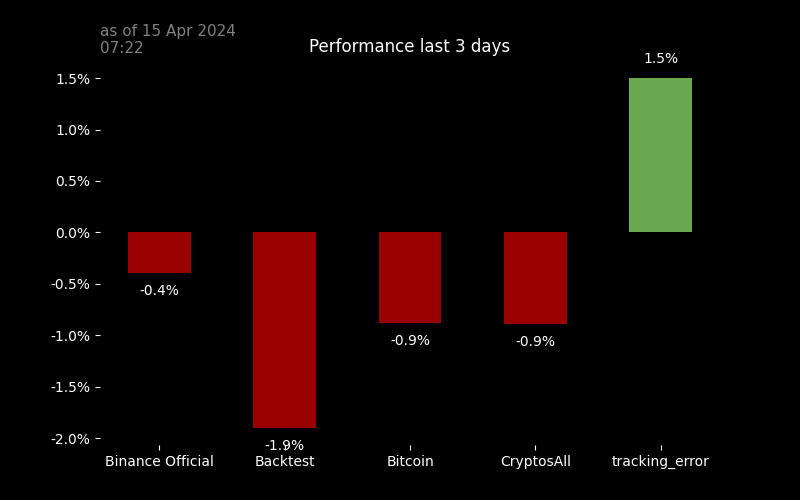 as of 15 Apr 2024
07:22
Performance last 3 days
1.5%
1.5%
1.0%
0.5%
0.0%
-0.5%
-1.0%
-1.5%
-2.0%
-0.4%
-1.9%
-0.9%
-0.9%
Binance Official
Backtest
Bitcoin
CryptosAll
tracking_error